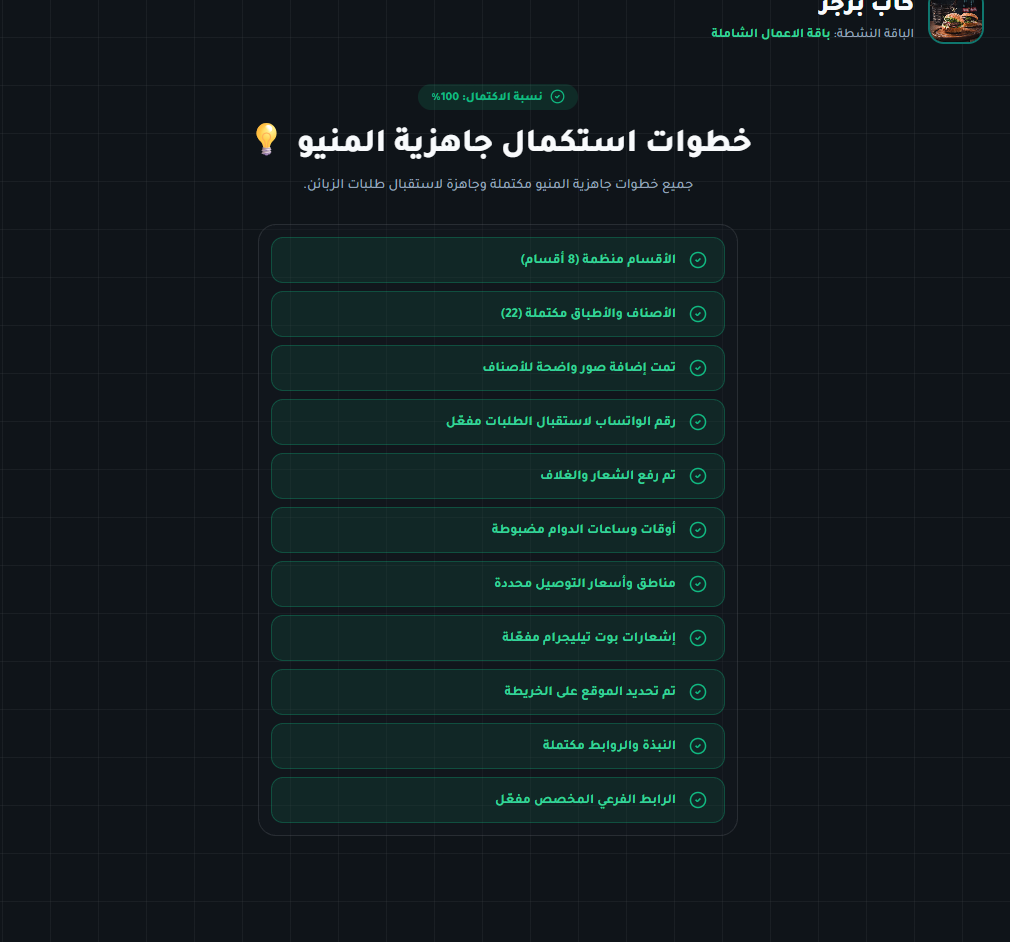 كاب برجر
الباقة النشطة: باقة الاعمال الشاملة
نسبة الاكتمال: 100%
خطوات استكمال جاهزية المنيو 💡
جميع خطوات جاهزية المنيو مكتملة وجاهزة لاستقبال طلبات الزبائن.
الأقسام منظمة (8 أقسام)
الأصناف والأطباق مكتملة (22)
تمت إضافة صور واضحة للأصناف
رقم الواتساب لاستقبال الطلبات مفعّل
تم رفع الشعار والغلاف
أوقات وساعات الدوام مضبوطة
مناطق وأسعار التوصيل محددة
إشعارات بوت تيليجرام مفعّلة
تم تحديد الموقع على الخريطة
النبذة والروابط مكتملة
الرابط الفرعي المخصص مفعّل